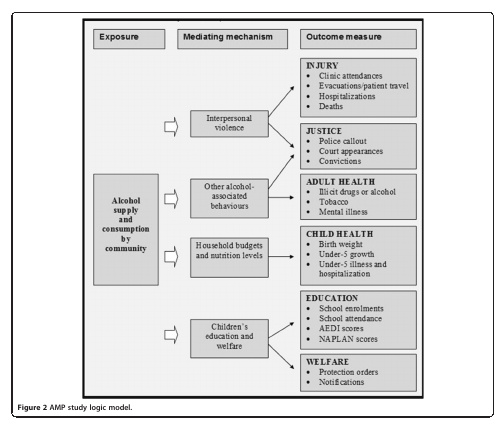 Exposure
Mediating mechanism
Outcome measure
Alcohol
supply
and
consumption
by
community
Interpersonal
violence
Other alcohol-
associated
behaviours
Household budgets
and nutrition levels
Children's
education and
welfare
INJURY
• Clinic attendances
• Evacuations/patient travel
• Hospitalizations
• Deaths
JUSTICE
• Police callout
• Court appearances
• Convictions
ADULT HEALTH
• Illicit drugs or alcohol
• Tobacco
• Mental illness
CHILD HEALTH
• Birth weight
• Under-5 growth
• Under-5 illness and
hospitalization
EDUCATION
• School enrolments
• School attendance
• AEDI scores
• NAPLAN scores
WELFARE
• Protection orders
• Notifications
Figure 2 AMP study logic model.